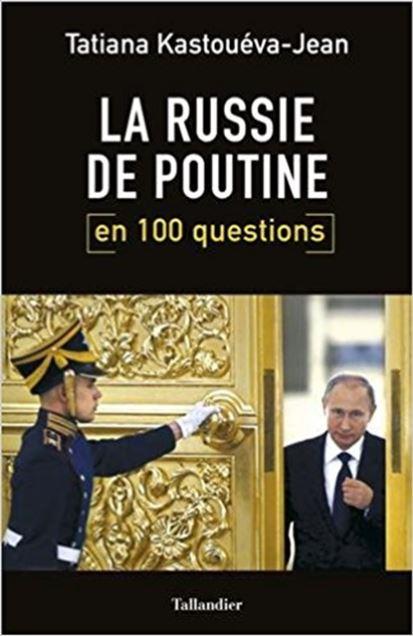 Tatiana Kastouéva-Jean
LA RUSSIE
DE POUTINE
[en 100 questions]
Tallandier